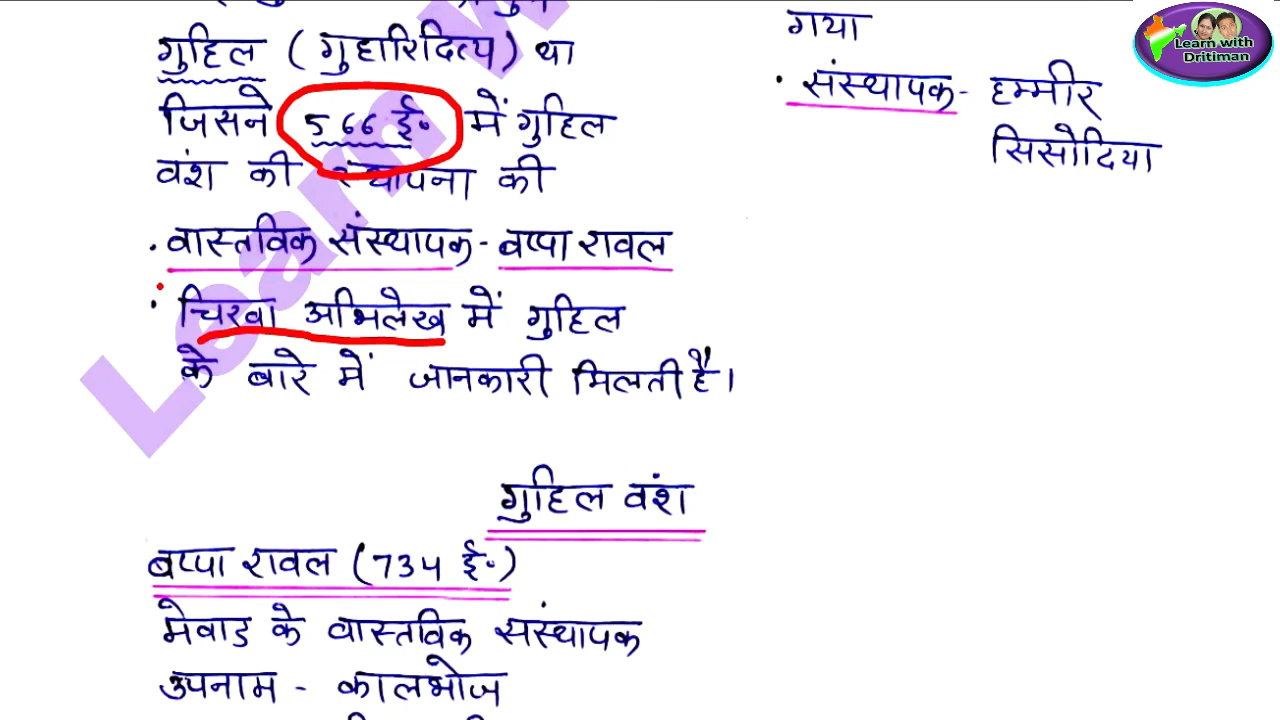 गुहिल (गुहारिदित्य) था
जिसने 566 ई॰ में गुहिल
वंश की स्थापना की
• वास्तविक संस्थापक - बप्पा रावल
• चिरवा अभिलेख में गुहिल
के बारे में जानकारी मिलती है।
गया
• संस्थापक - हम्मीर
सिसोदिया
गुहिल वंश
बप्पा रावल (734 ई॰)
मेवाड के वास्तविक संस्थापक
उपनाम - कालभोज
Learn with
Dritiman
Learn